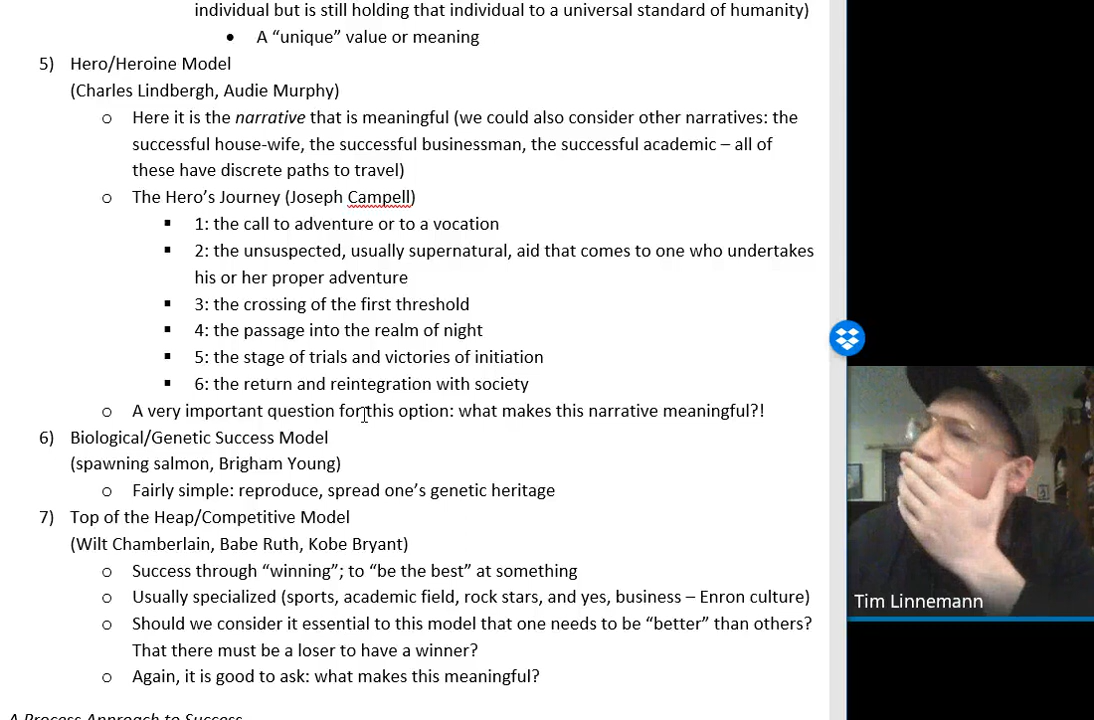 individual but is still holding that individual to a universal standard of humanity)
• A “unique” value or meaning
5) Hero/Heroine Model
(Charles Lindbergh, Audie Murphy)
o Here it is the narrative that is meaningful (we could also consider other narratives: the
successful house-wife, the successful businessman, the successful academic – all of
these have discrete paths to travel)
o The Hero’s Journey (Joseph Campell)
▪ 1: the call to adventure or to a vocation
▪ 2: the unsuspected, usually supernatural, aid that comes to one who undertakes
his or her proper adventure
▪ 3: the crossing of the first threshold
▪ 4: the passage into the realm of night
▪ 5: the stage of trials and victories of initiation
▪ 6: the return and reintegration with society
o A very important question for this option: what makes this narrative meaningful?!
6) Biological/Genetic Success Model
(spawning salmon, Brigham Young)
o Fairly simple: reproduce, spread one’s genetic heritage
7) Top of the Heap/Competitive Model
(Wilt Chamberlain, Babe Ruth, Kobe Bryant)
o Success through “winning”; to “be the best” at something
o Usually specialized (sports, academic field, rock stars, and yes, business – Enron culture)
o Should we consider it essential to this model that one needs to be “better” than others?
That there must be a loser to have a winner?
o Again, it is good to ask: what makes this meaningful?
A Process Approach to Success
Tim Linnemann